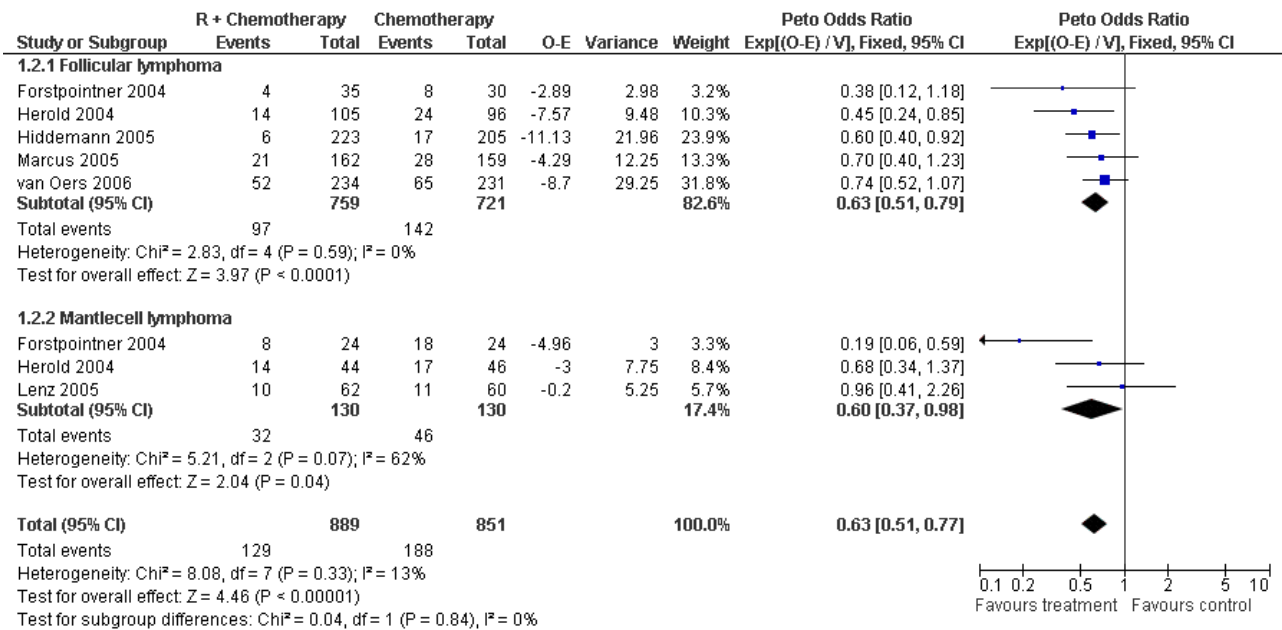 R + Chemotherapy Chemotherapy Peto Odds Ratio Peto Odds Ratio
Study or Subgroup Events Total Events Total O-E Variance Weight Exp[(O-E) / V], Fixed, 95% CI Exp[(O-E) / V], Fixed, 95% CI
1.2.1 Follicular lymphoma
Forstpointner 2004 4 35 8 30 -2.89 2.98 3.2% 0.38 [0.12, 1.18]
Herold 2004 14 105 24 96 -7.57 9.48 10.3% 0.45 [0.24, 0.85]
Hiddemann 2005 6 223 17 205 -11.13 21.96 23.9% 0.60 [0.40, 0.92]
Marcus 2005 21 162 28 159 -4.29 12.25 13.3% 0.70 [0.40, 1.23]
van Oers 2006 52 234 65 231 -8.7 29.25 31.8% 0.74 [0.52, 1.07]
Subtotal (95% CI) 759 721 82.6% 0.63 [0.51, 0.79]
Total events 97 142
Heterogeneity: Chi² = 2.83, df = 4 (P = 0.59); I² = 0%
Test for overall effect: Z = 3.97 (P < 0.0001)
1.2.2 Mantlecell lymphoma
Forstpointner 2004 8 24 18 24 -4.96 3 3.3% 0.19 [0.06, 0.59]
Herold 2004 14 44 17 46 -3 7.75 8.4% 0.68 [0.34, 1.37]
Lenz 2005 10 62 11 60 -0.2 5.25 5.7% 0.96 [0.41, 2.26]
Subtotal (95% CI) 130 130 17.4% 0.60 [0.37, 0.98]
Total events 32 46
Heterogeneity: Chi² = 5.21, df = 2 (P = 0.07); I² = 62%
Test for overall effect: Z = 2.04 (P = 0.04)
Total (95% CI) 889 851 100.0% 0.63 [0.51, 0.77]
Total events 129 188
Heterogeneity: Chi² = 8.08, df = 7 (P = 0.33); I² = 13%
Test for overall effect: Z = 4.46 (P < 0.00001)
Test for subgroup differences: Chi² = 0.04, df = 1 (P = 0.84), I² = 0%
0.1 0.2 0.5 1 2 5 10
Favours treatment Favours control